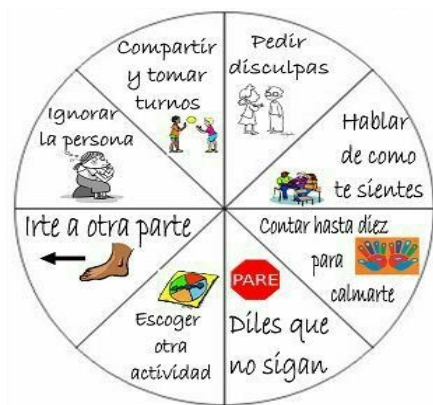 Compartir
y tomar
turnos
Pedir
disculpas
Hablar
de como
te sientes
Contar hasta diez
para
calmarte
PARE
Diles que
no sigan
Escoger
otra
actividad
Irte a otra parte
Ignorar
la persona